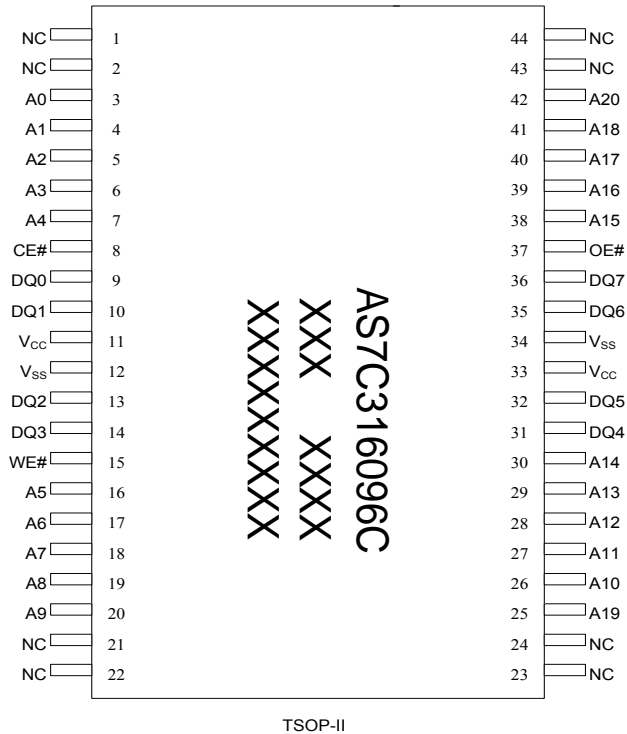 NC 1 44 NC
NC 2 43 NC
A0 3 42 A20
A1 4 41 A18
A2 5 40 A17
A3 6 39 A16
A4 7 38 A15
CE# 8 37 OE#
DQ0 9 36 DQ7
DQ1 10 35 DQ6
VCC 11 34 VSS
VSS 12 33 VCC
DQ2 13 32 DQ5
DQ3 14 31 DQ4
WE# 15 30 A14
A5 16 29 A13
A6 17 28 A12
A7 18 27 A11
A8 19 26 A10
A9 20 25 A19
NC 21 24 NC
NC 22 23 NC
AS7C316096C
XXX XXXX
XXXXXXXXX
TSOP-II